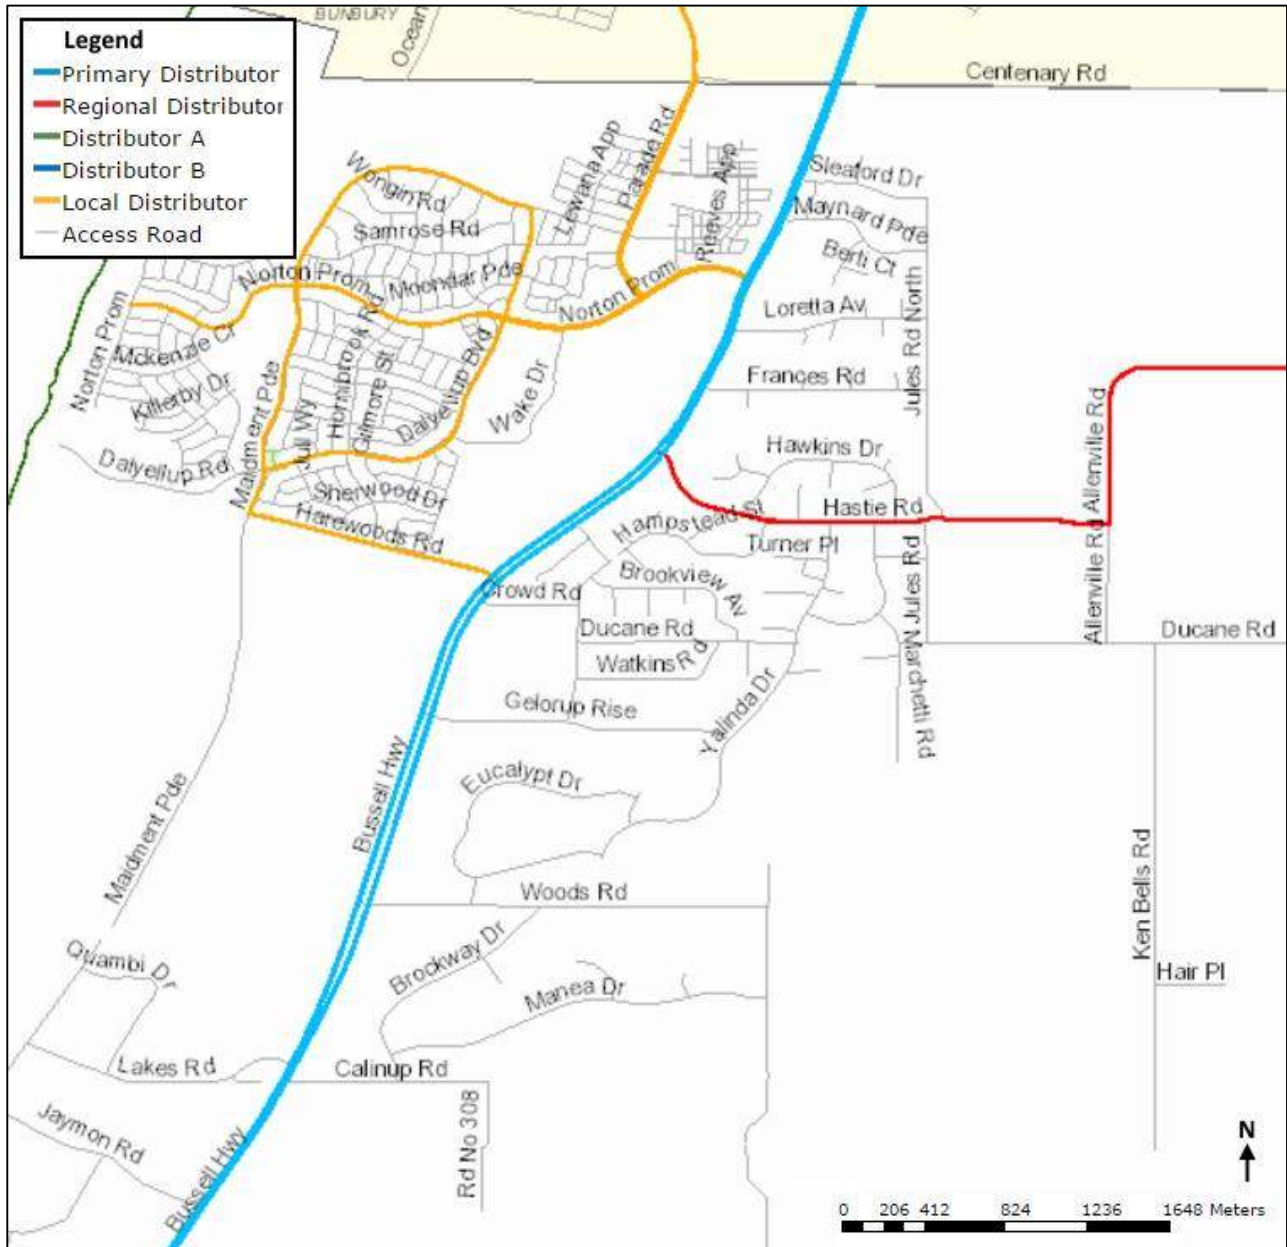 BUNBURY
Ocean
Legend
Primary Distributor
Regional Distributor
Distributor A
Distributor B
Local Distributor
Access Road
Centenary Rd
Parade Rd
Lewana App
Reeves App
Wongin Rd
Samrose Rd
Sleaford Dr
Maynard Pde
Berti Ct
Norton Prom
Moondar Pde
Norton Prom
Norton Prom
Loretta Av
Jules Rd North
Mckenzie Cr
Hornibrook Rd
Gilmore St
Dalyellup Blvd
Wake Dr
Frances Rd
Killerby Dr
Maidment Pde
Jull Wy
Allenville Rd
Dalyellup Rd
Hawkins Dr
Sherwood Dr
Harewoods Rd
Hampstead St
Hastie Rd
Turner Pl
Allenville Rd
Brookview Av
Crowd Rd
Jules Rd
Ducane Rd
Ducane Rd
Watkins Rd
Marchetti Rd
Gelorup Rise
Yalinda Dr
Bussell Hwy
Eucalypt Dr
Maidment Pde
Woods Rd
Ken Bells Rd
Quambi Dr
Brockway Dr
Hair Pl
Manea Dr
Lakes Rd
Calinup Rd
Jaymon Rd
Rd No 308
Bussell Hwy
N
0 206 412 824 1236 1648 Meters